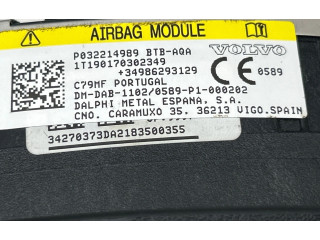 AIRBAG MODULE
P032214989 BTB-AQA VOLVO
1T190170302349
+34986293129 CE 0589
C79MF PORTUGAL
DM-DAB-1102/0589-P1-000202
DALPHI METAL ESPANA, S.A.
CNO. CARAMUXO 35. 36213 VIGO.SPAIN
34270373DA2183500355